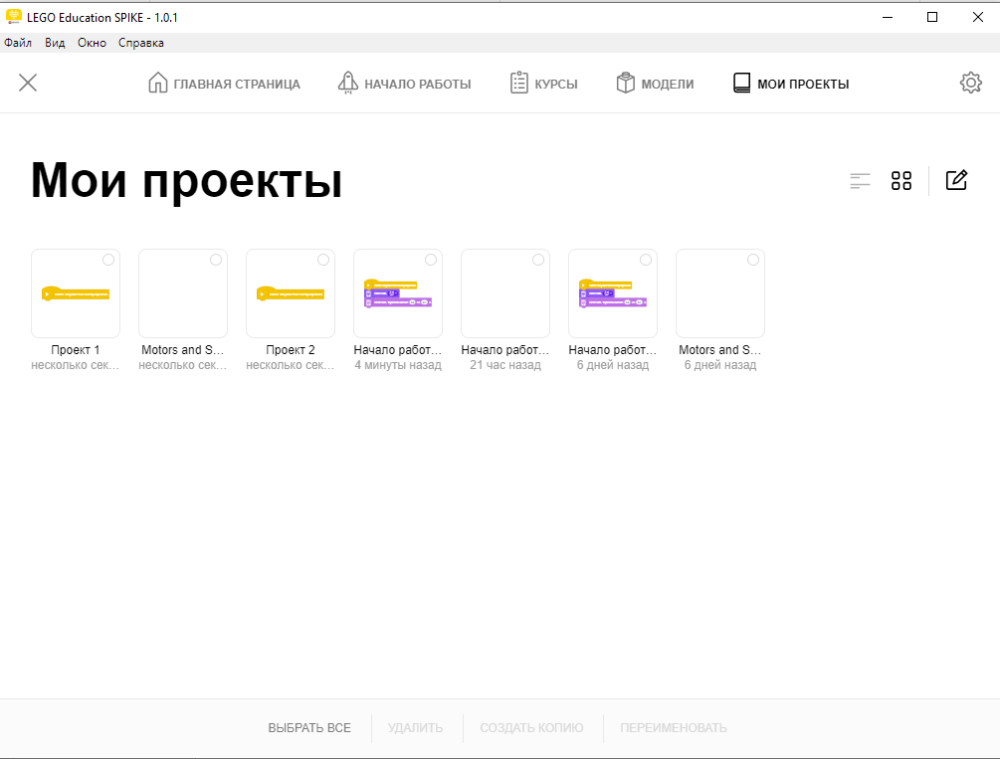 LEGO Education SPIKE - 1.0.1
Файл Вид Окно Справка
ГЛАВНАЯ СТРАНИЦА НАЧАЛО РАБОТЫ КУРСЫ МОДЕЛИ МОИ ПРОЕКТЫ
Мои проекты
Проект 1 Motors and S... Проект 2 Начало работ... Начало работ... Начало работ... Motors and S...
несколько сек... несколько сек... несколько сек... 4 минуты назад 21 час назад 6 дней назад 6 дней назад
ВЫБРАТЬ ВСЕ УДАЛИТЬ СОЗДАТЬ КОПИЮ ПЕРЕИМЕНОВАТЬ